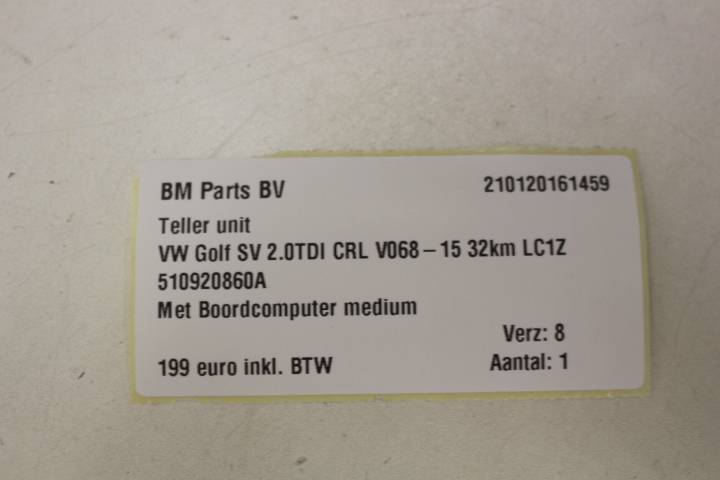 BM Parts BV 210120161459
Teller unit
VW Golf SV 2.0TDI CRL V068-15 32km LC1Z
510920860A
Met Boordcomputer medium
Verz: 8
199 euro inkl. BTW Aantal: 1